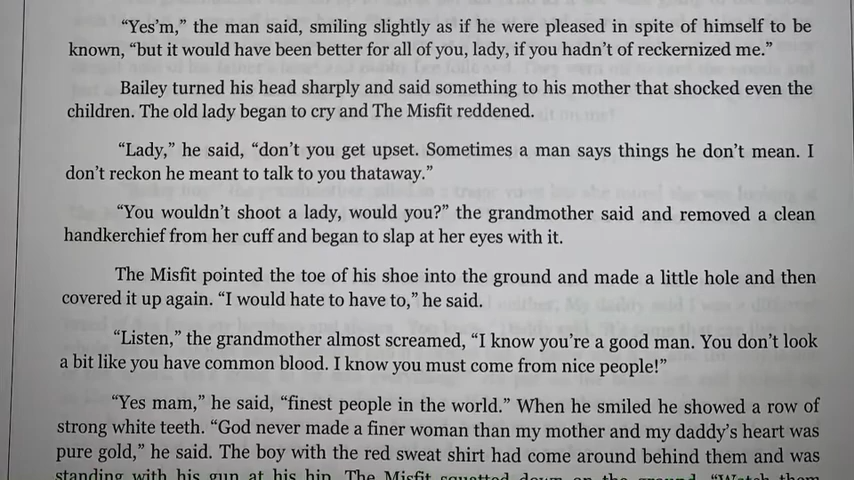 “Yes’m,” the man said, smiling slightly as if he were pleased in spite of himself to be
known, “but it would have been better for all of you, lady, if you hadn’t of reckernized me.”
Bailey turned his head sharply and said something to his mother that shocked even the
children. The old lady began to cry and The Misfit reddened.
“Lady,” he said, “don’t you get upset. Sometimes a man says things he don’t mean. I
don’t reckon he meant to talk to you thataway.”
“You wouldn’t shoot a lady, would you?” the grandmother said and removed a clean
handkerchief from her cuff and began to slap at her eyes with it.
The Misfit pointed the toe of his shoe into the ground and made a little hole and then
covered it up again. “I would hate to have to,” he said.
“Listen,” the grandmother almost screamed, “I know you’re a good man. You don’t look
a bit like you have common blood. I know you must come from nice people!”
“Yes mam,” he said, “finest people in the world.” When he smiled he showed a row of
strong white teeth. “God never made a finer woman than my mother and my daddy’s heart was
pure gold,” he said. The boy with the red sweat shirt had come around behind them and was
standing with his gun at his hip. The Misfit squatted down on the ground. “Watch them